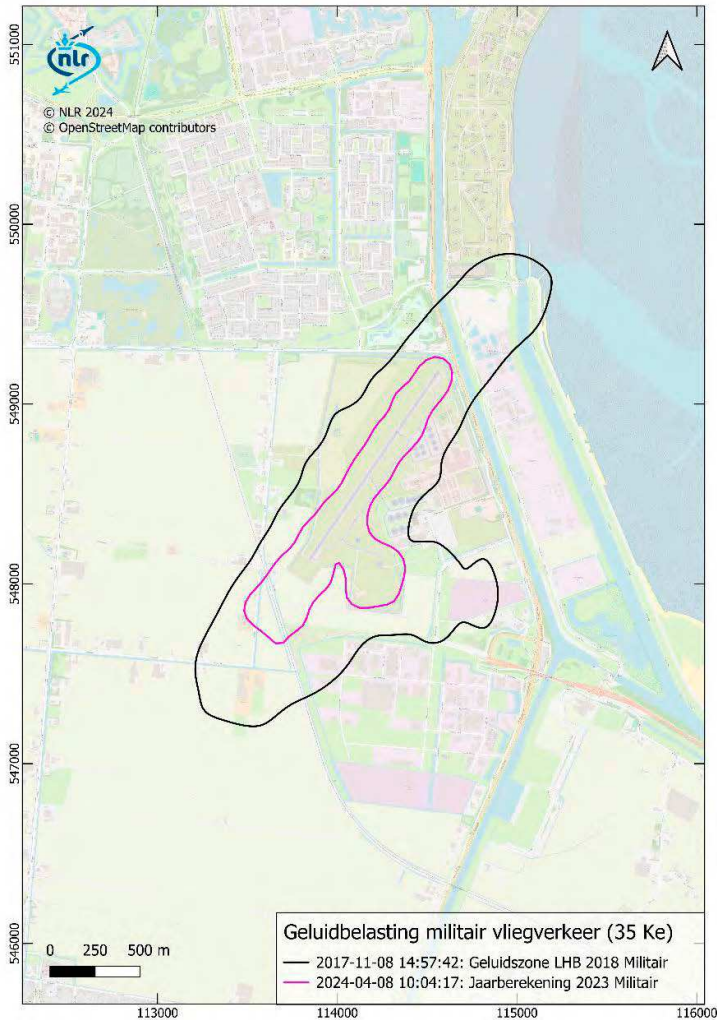 nlr
© NLR 2024
© OpenStreetMap contributors
551000
550000
549000
548000
547000
546000
0 250 500 m
Geluidbelasting militair vliegverkeer (35 Ke)
2017-11-08 14:57:42: Geluidszone LHB 2018 Militair
2024-04-08 10:04:17: Jaarberekening 2023 Militair
113000 114000 115000 116000